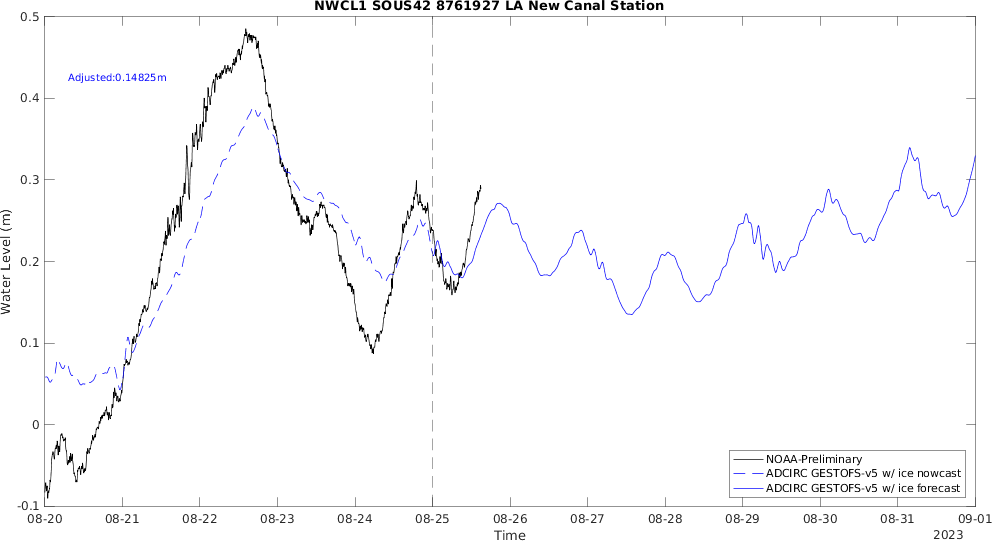 NWCL1 SOUS42 8761927 LA New Canal Station
Adjusted:0.14825m
Water Level (m)
0.5
0.4
0.3
0.2
0.1
0
-0.1
NOAA-Preliminary
ADCIRC GESTOFS-v5 w/ ice nowcast
ADCIRC GESTOFS-v5 w/ ice forecast
08-20 08-21 08-22 08-23 08-24 08-25 08-26 08-27 08-28 08-29 08-30 08-31 09-01
Time
2023